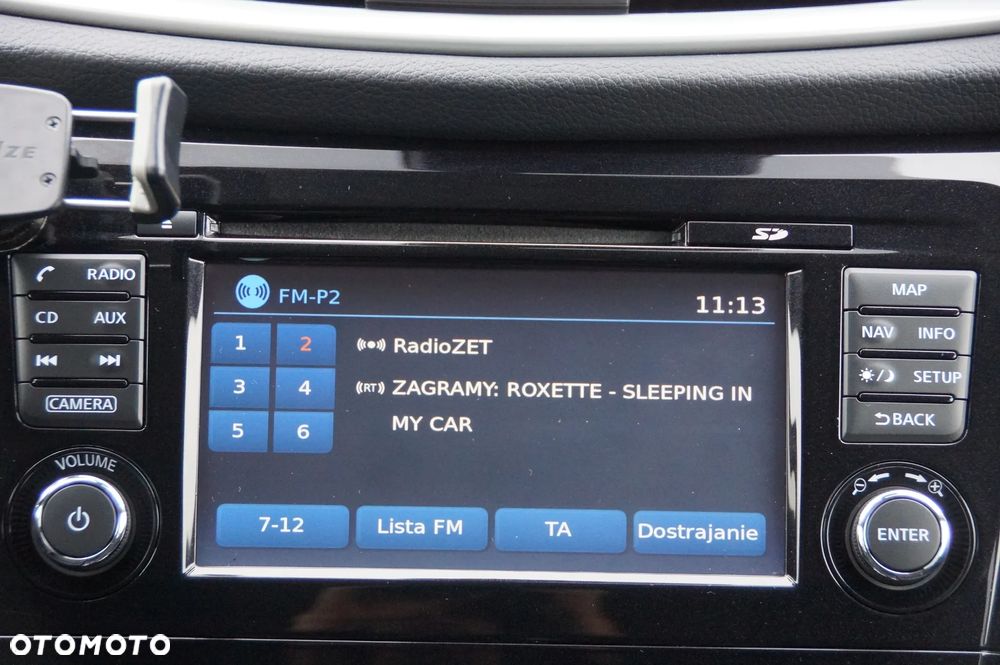 SD
RADIO
CD AUX
CAMERA
VOLUME
FM-P2
11:13
1 2
3 4
5 6
RadioZET
RT ZAGRAMY: ROXETTE - SLEEPING IN
MY CAR
7-12 Lista FM TA Dostrajanie
MAP
NAV INFO
SETUP
BACK
ENTER
OTOMOTO